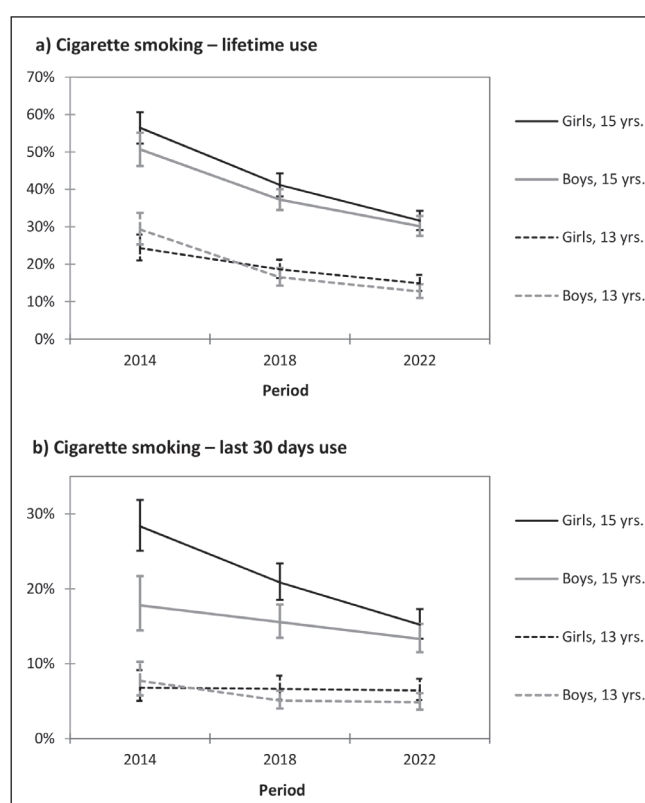 a) Cigarette smoking – lifetime use
70%
60%
50%
40%
30%
20%
10%
0%
2014 2018 2022
Period
Girls, 15 yrs.
Boys, 15 yrs.
Girls, 13 yrs.
Boys, 13 yrs.
b) Cigarette smoking – last 30 days use
30%
20%
10%
0%
2014 2018 2022
Period
Girls, 15 yrs.
Boys, 15 yrs.
Girls, 13 yrs.
Boys, 13 yrs.